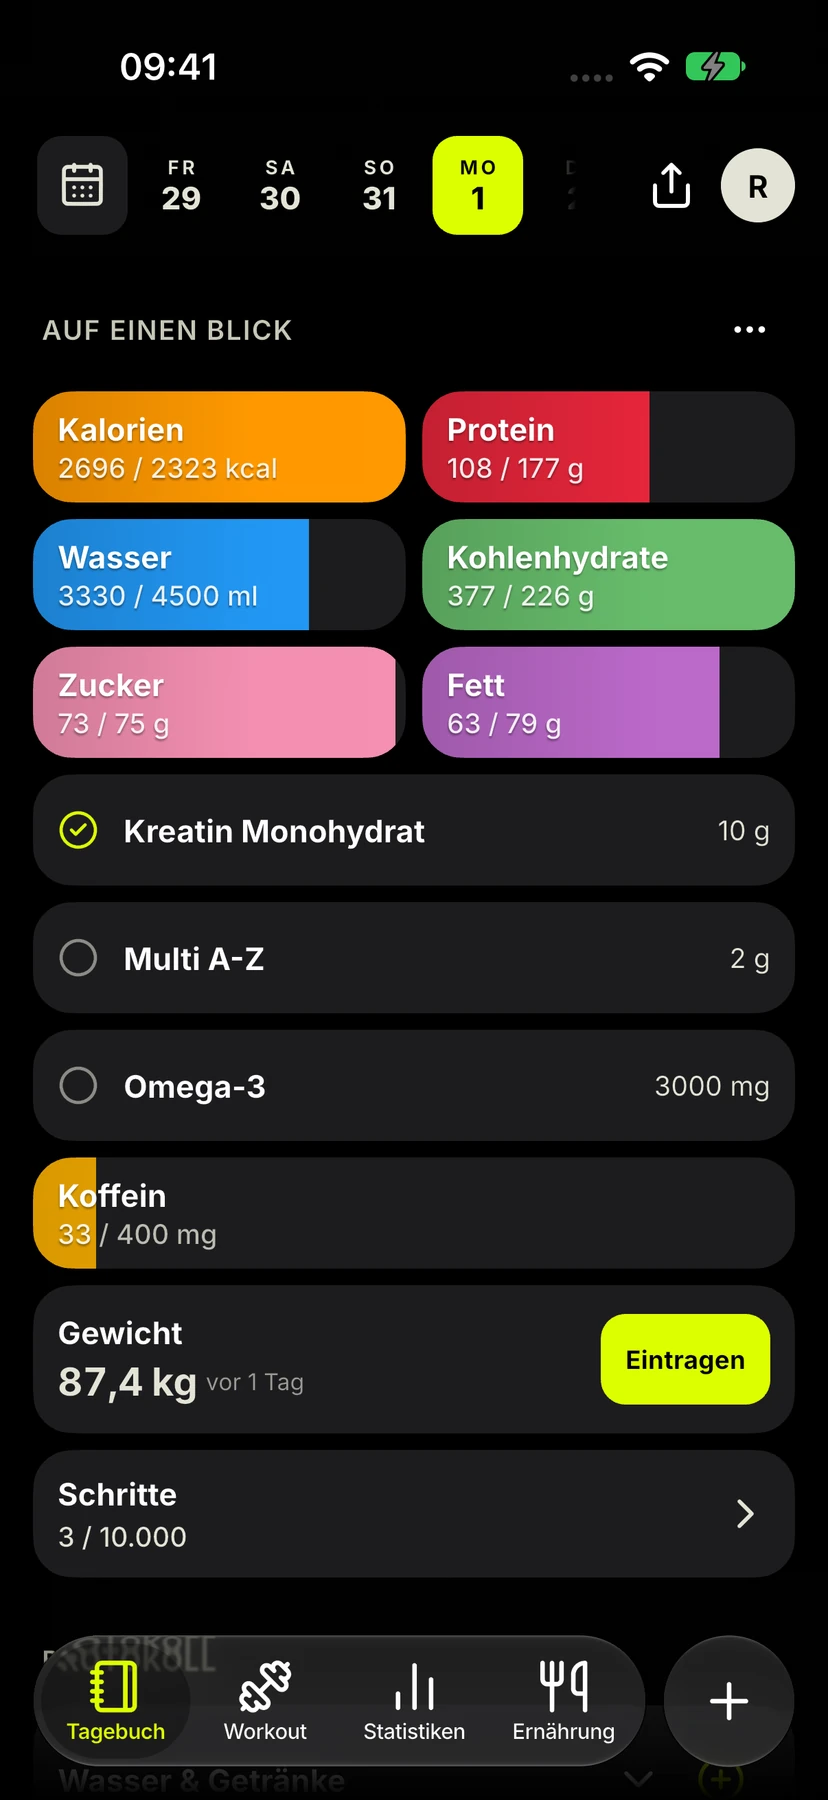 09:41
FR
29
SA
30
SO
31
MO
1
R
AUF EINEN BLICK
Kalorien
2696 / 2323 kcal
Protein
108 / 177 g
Wasser
3330 / 4500 ml
Kohlenhydrate
377 / 226 g
Zucker
73 / 75 g
Fett
63 / 79 g
Kreatin Monohydrat
10 g
Multi A-Z
2 g
Omega-3
3000 mg
Koffein
33 / 400 mg
Gewicht
87,4 kg vor 1 Tag
Eintragen
Schritte
3 / 10.000
Tagebuch
Workout
Statistiken
Ernährung
Wasser & Getränke